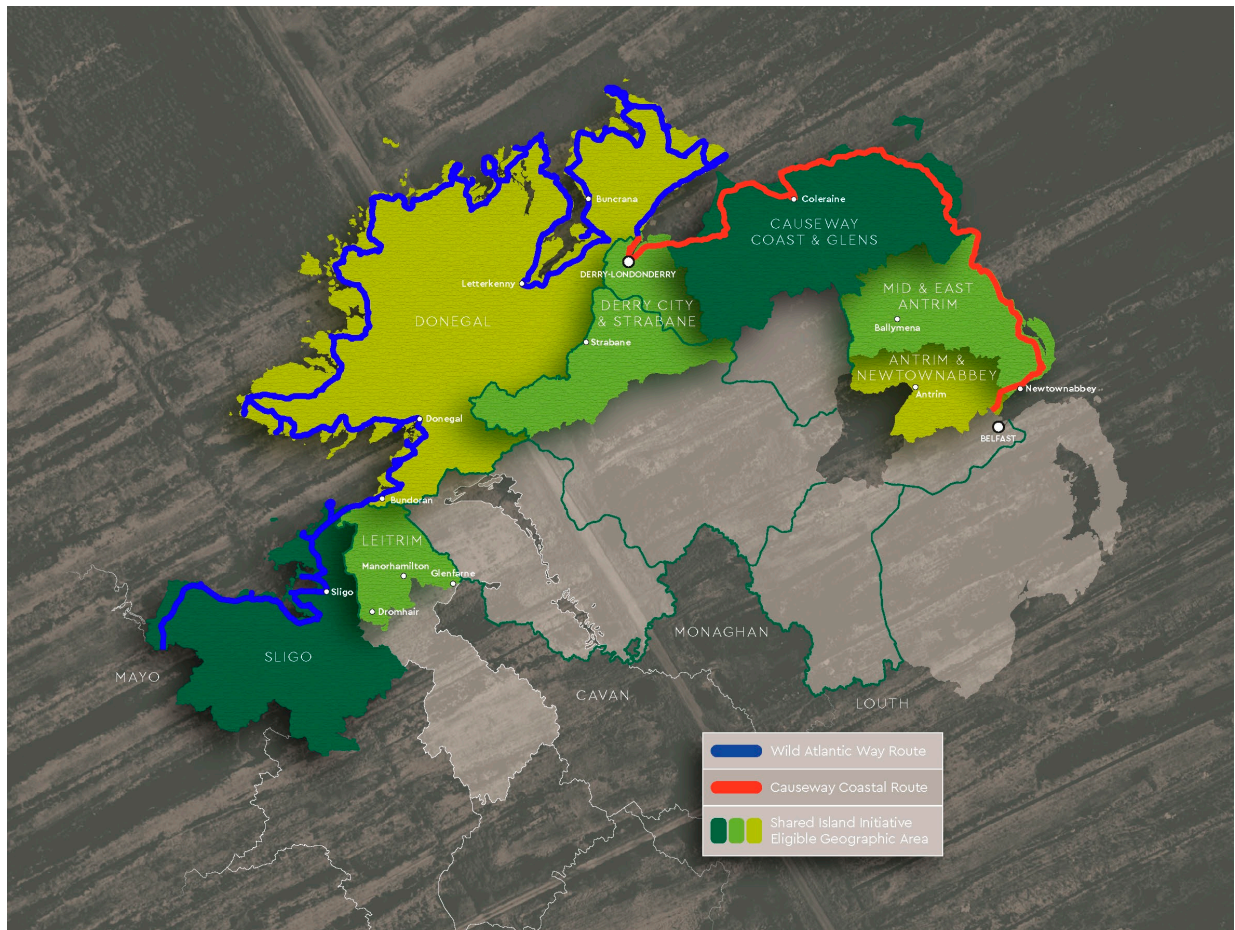 Buncrana
Coleraine
CAUSEWAY
COAST & GLENS
DERRY-LONDONDERRY
Letterkenny
MID & EAST
ANTRIM
DERRY CITY
& STRABANE
DONEGAL
Ballymena
Strabane
ANTRIM &
NEWTOWNABBEY
Antrim
Newtownabbey
Donegal
BELFAST
Bundoran
LEITRIM
Manorhamilton
Glenfarne
Sligo
Dromhair
MONAGHAN
SLIGO
MAYO
CAVAN
LOUTH
Wild Atlantic Way Route
Causeway Coastal Route
Shared Island Initiative
Eligible Geographic Area